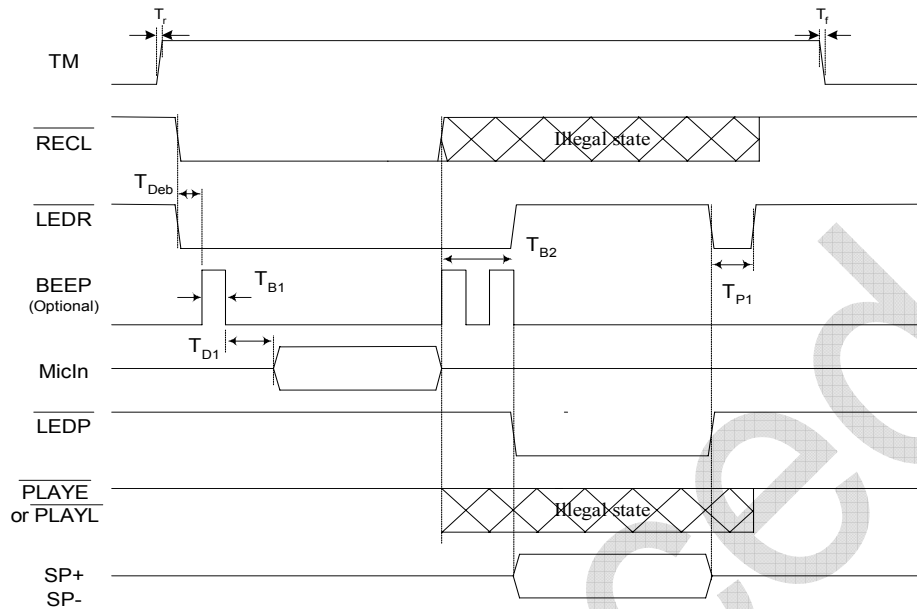 Tr
Tf
TM
RECL
Illegal state
TDeb
LEDR
TB2
BEEP
(Optional)
TB1
TP1
TD1
MicIn
LEDP
PLAYE
or PLAYL
Illegal state
SP+
SP-
ced